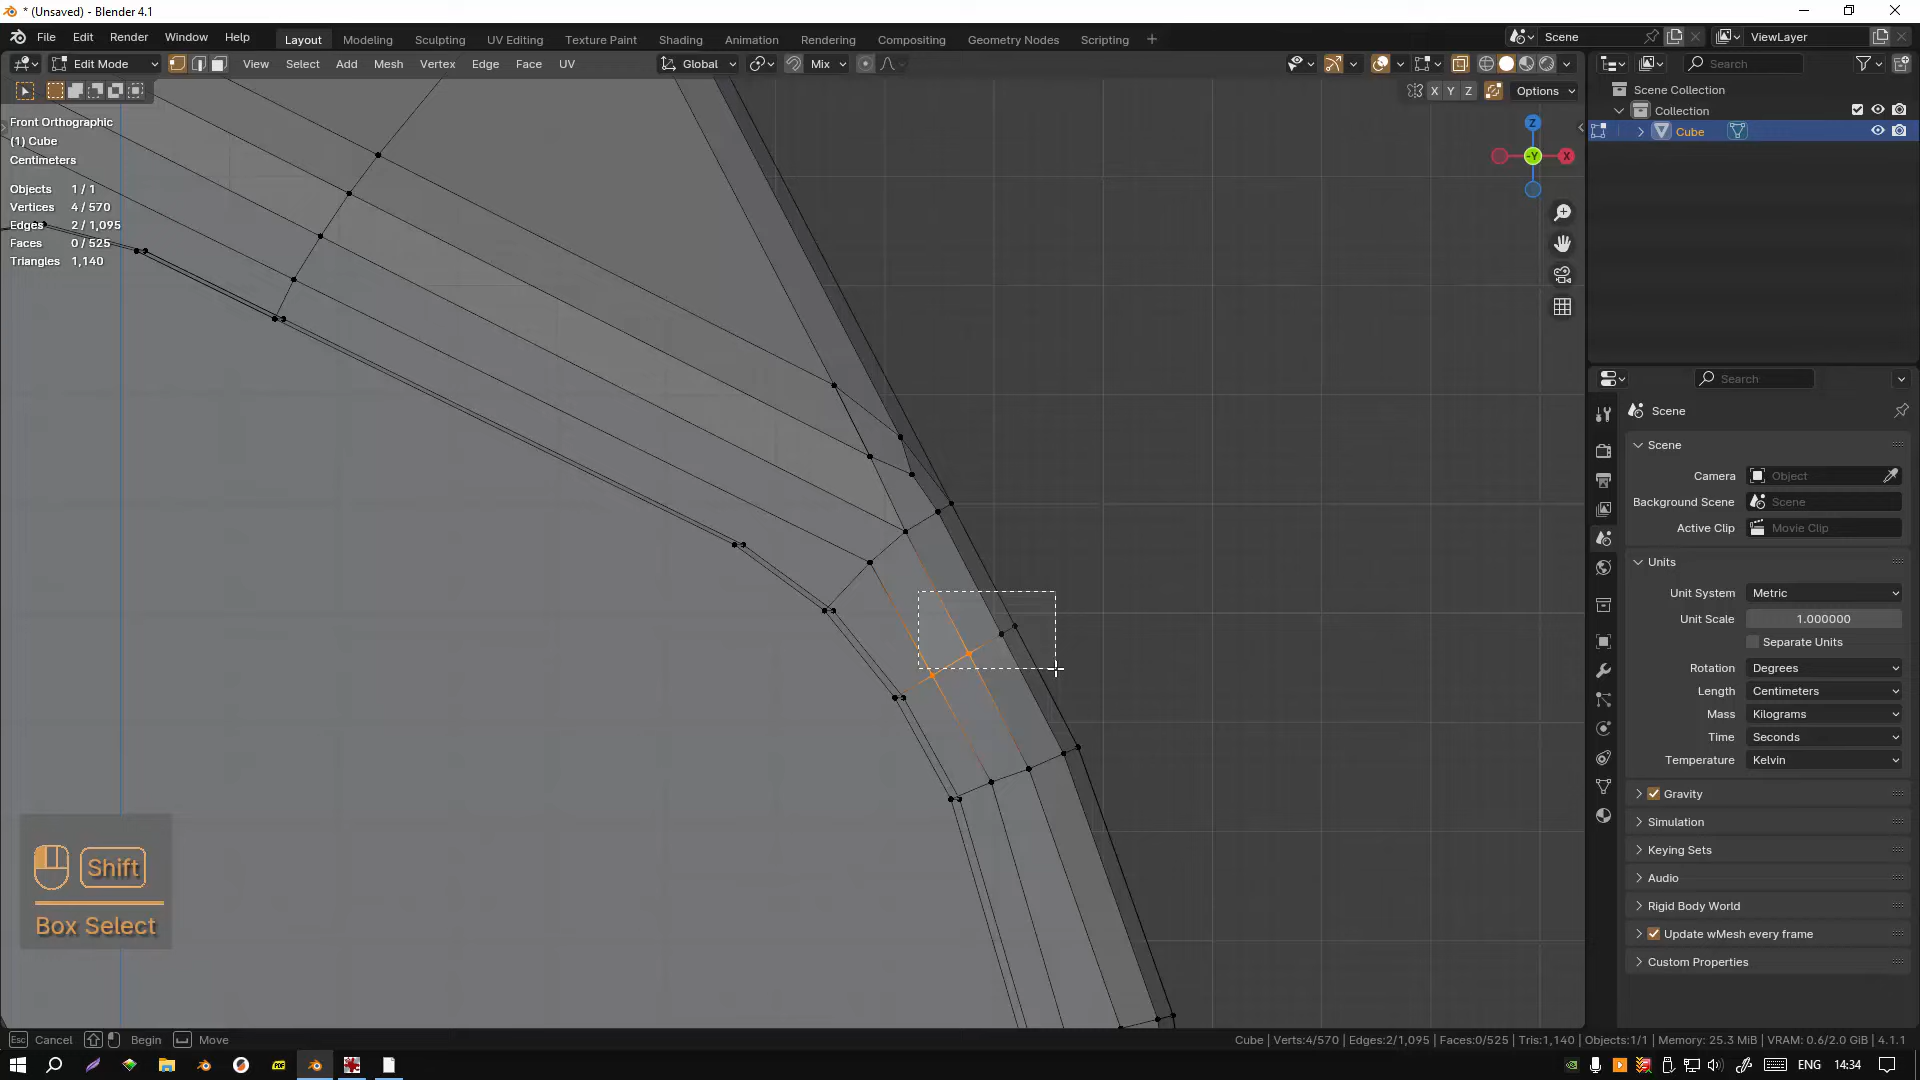 * (Unsaved) - Blender 4.1
File Edit Render Window Help Layout Modeling Sculpting UV Editing Texture Paint Shading Animation Rendering Compositing Geometry Nodes Scripting + Scene ViewLayer
Edit Mode View Select Add Mesh Vertex Edge Face UV Global Mix Search
X Y Z Options
Front Orthographic
(1) Cube
Centimeters
Objects 1 / 1
Vertices 4 / 570
Edges 2 / 1,095
Faces 0 / 525
Triangles 1,140
Z
-Y
X
Scene Collection
Collection
Cube
Search
Scene
Scene
Camera Object
Background Scene Scene
Active Clip Movie Clip
Units
Unit System Metric
Unit Scale 1.000000
Separate Units
Rotation Degrees
Length Centimeters
Mass Kilograms
Time Seconds
Temperature Kelvin
Gravity
Simulation
Keying Sets
Audio
Rigid Body World
Update wMesh every frame
Custom Properties
Shift
Box Select
Esc Cancel Begin Move Cube | Verts:4/570 | Edges:2/1,095 | Faces:0/525 | Tris:1,140 | Objects:1/1 | Memory: 25.3 MiB | VRAM: 0.6/2.0 GiB | 4.1.1
ENG 14:34